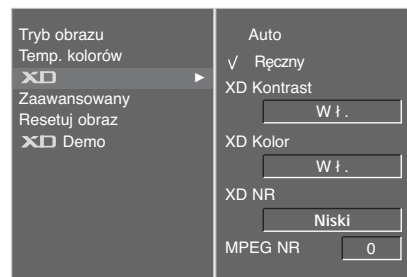 Tryb obrazu
Temp. kolorów
XD
Zaawansowany
Resetuj obraz
XD Demo
Auto
√ Ręczny
XD Kontrast
Wł.
XD Kolor
Wł.
XD NR
Niski
MPEG NR 0